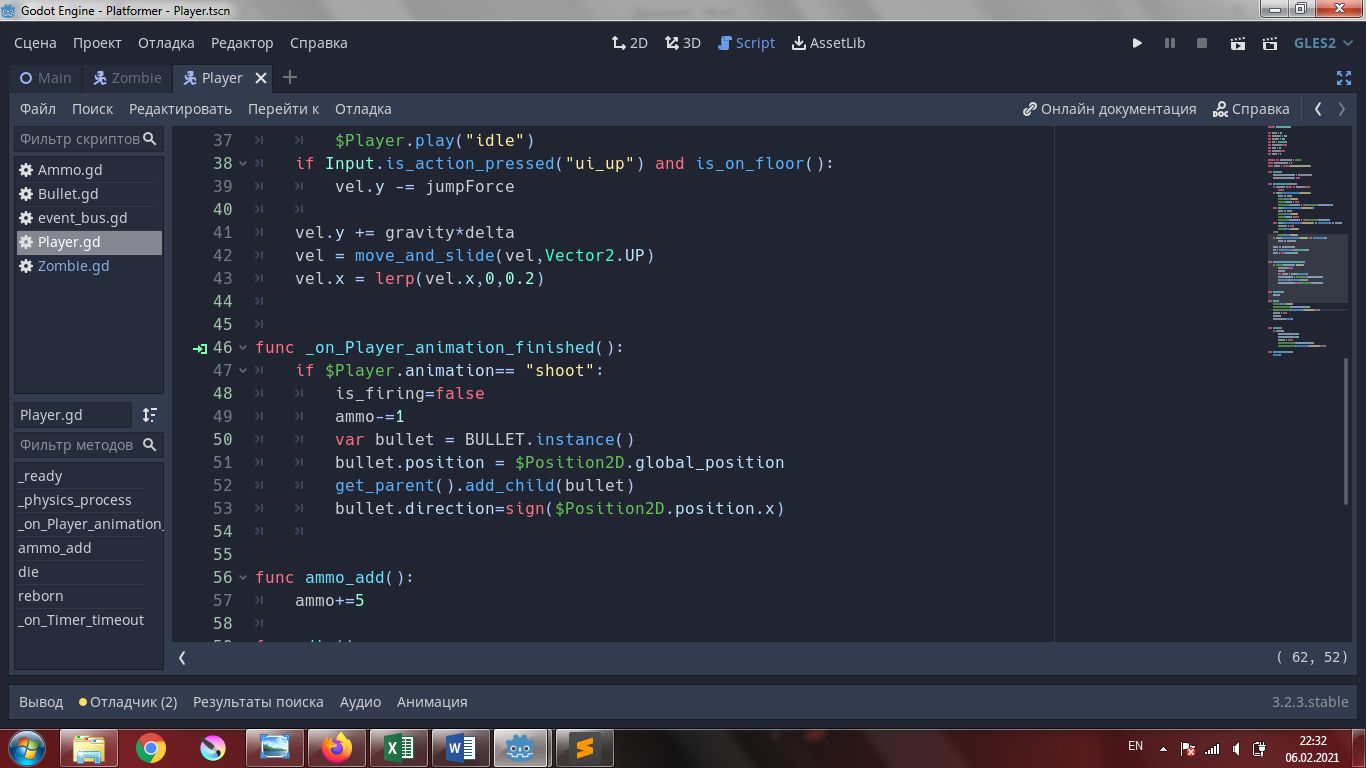 Godot Engine - Platformer - Player.tscn
Сцена Проект Отладка Редактор Справка 2D 3D Script AssetLib GLES2
Main Zombie Player
Файл Поиск Редактировать Перейти к Отладка Онлайн документация Справка
Фильтр скриптов
Ammo.gd
Bullet.gd
event_bus.gd
Player.gd
Zombie.gd
Player.gd
Фильтр методов
_ready
_physics_process
_on_Player_animation_
ammo_add
die
reborn
_on_Timer_timeout
37 $Player.play("idle")
38 if Input.is_action_pressed("ui_up") and is_on_floor():
39 vel.y -= jumpForce
40
41 vel.y += gravity*delta
42 vel = move_and_slide(vel,Vector2.UP)
43 vel.x = lerp(vel.x,0,0.2)
44
45
46 func _on_Player_animation_finished():
47 if $Player.animation== "shoot":
48 is_firing=false
49 ammo-=1
50 var bullet = BULLET.instance()
51 bullet.position = $Position2D.global_position
52 get_parent().add_child(bullet)
53 bullet.direction=sign($Position2D.position.x)
54
55
56 func ammo_add():
57 ammo+=5
58
( 62, 52)
Вывод Отладчик (2) Результаты поиска Аудио Анимация 3.2.3.stable
EN 22:32
06.02.2021